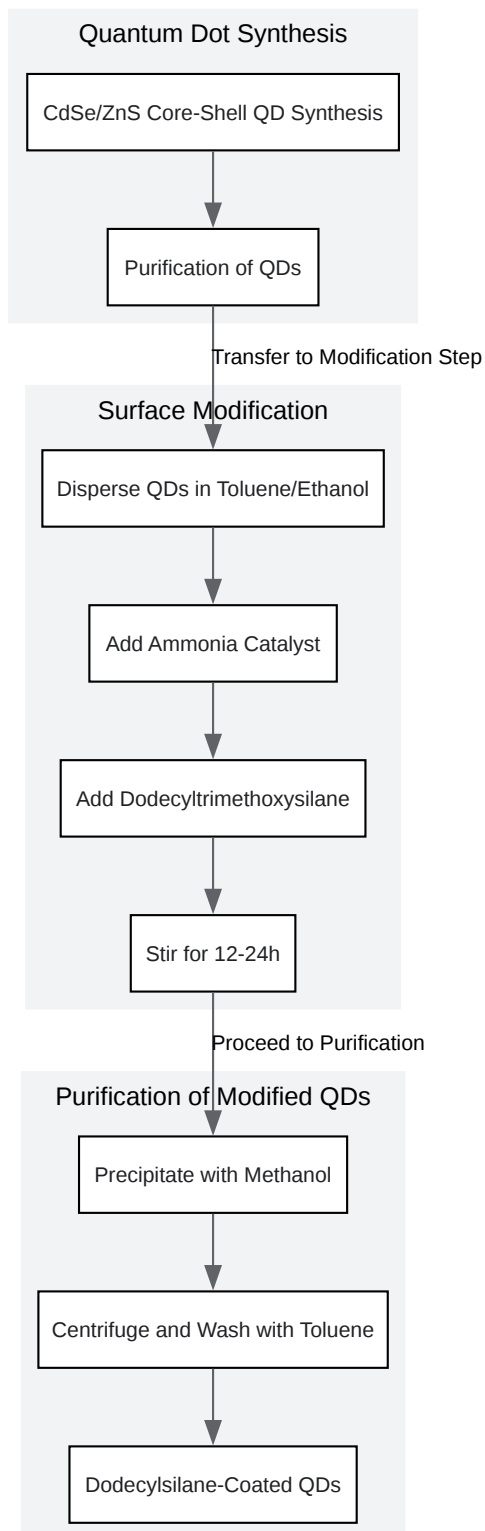 Quantum Dot Synthesis
CdSe/ZnS Core-Shell QD Synthesis
Purification of QDs
Transfer to Modification Step
Surface Modification
Disperse QDs in Toluene/Ethanol
Add Ammonia Catalyst
Add Dodecyltrimethoxysilane
Stir for 12-24h
Proceed to Purification
Purification of Modified QDs
Precipitate with Methanol
Centrifuge and Wash with Toluene
Dodecylsilane-Coated QDs